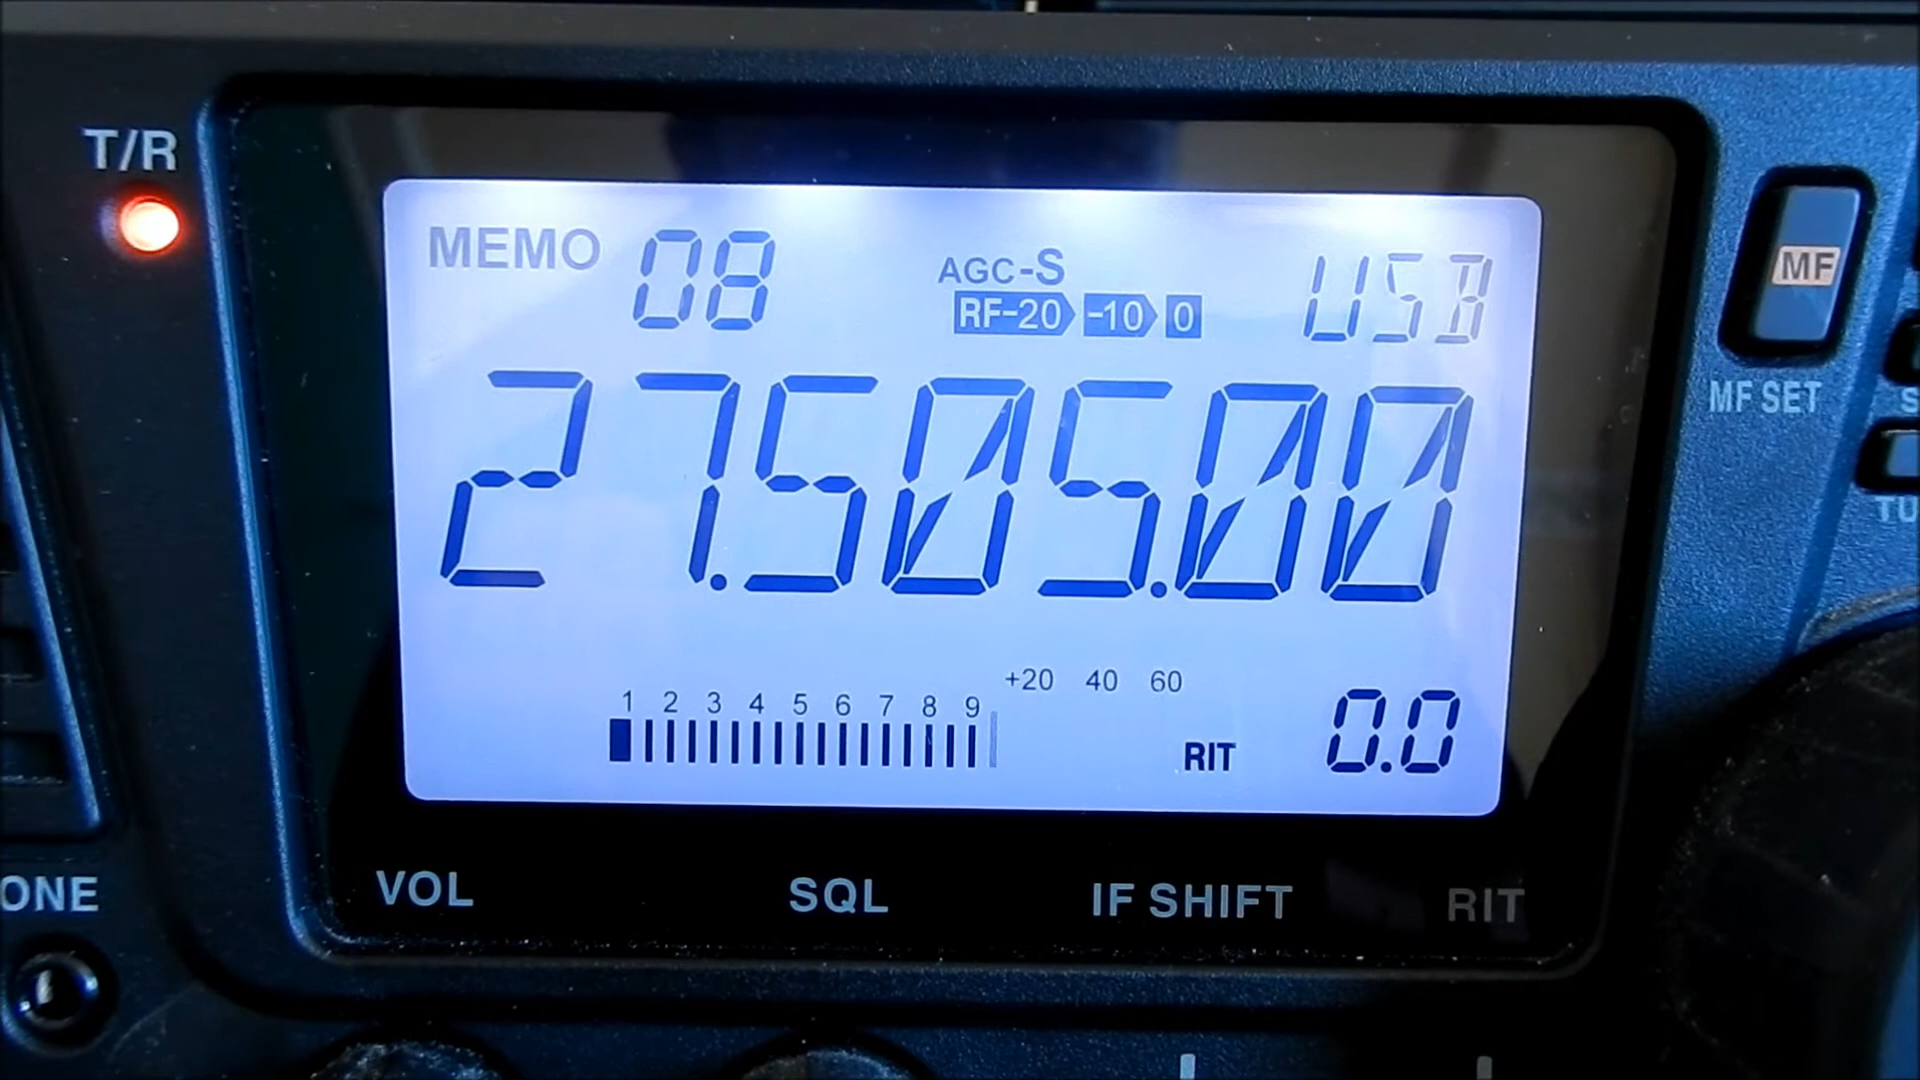 T/R
MEMO 08 AGC-S USB
RF-20 -10 0
MF
27.505.00
MF SET
+20 40 60
1 2 3 4 5 6 7 8 9
RIT 0.0
VOL SQL IF SHIFT RIT